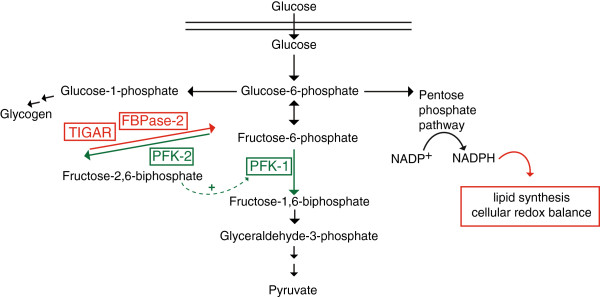 Glucose
Glucose
Glucose-1-phosphate
Glucose-6-phosphate
Pentose
phosphate
pathway
Glycogen
FBPase-2
TIGAR
PFK-2
Fructose-6-phosphate
PFK-1
NADP+
NADPH
Fructose-2,6-biphosphate
+
Fructose-1,6-biphosphate
lipid synthesis
cellular redox balance
Glyceraldehyde-3-phosphate
Pyruvate